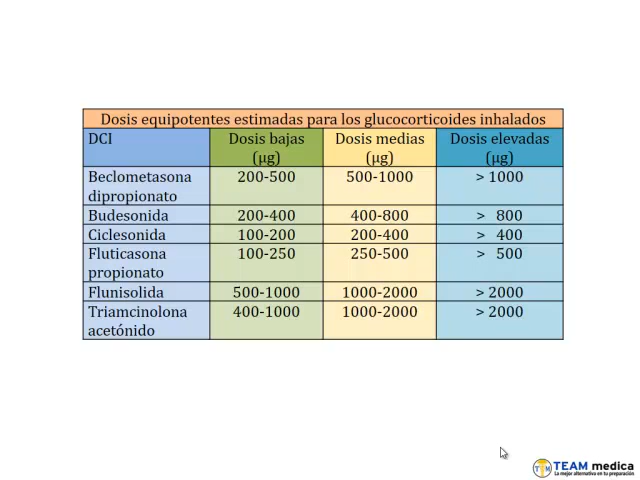 Dosis equipotentes estimadas para los glucocorticoides inhalados
DCI Dosis bajas (μg) Dosis medias (μg) Dosis elevadas (μg)
Beclometasona dipropionato 200-500 500-1000 > 1000
Budesonida 200-400 400-800 > 800
Ciclesonida 100-200 200-400 > 400
Fluticasona propionato 100-250 250-500 > 500
Flunisolida 500-1000 1000-2000 > 2000
Triamcinolona acetónido 400-1000 1000-2000 > 2000
TM TEAM medica
La mejor alternativa en tu preparación